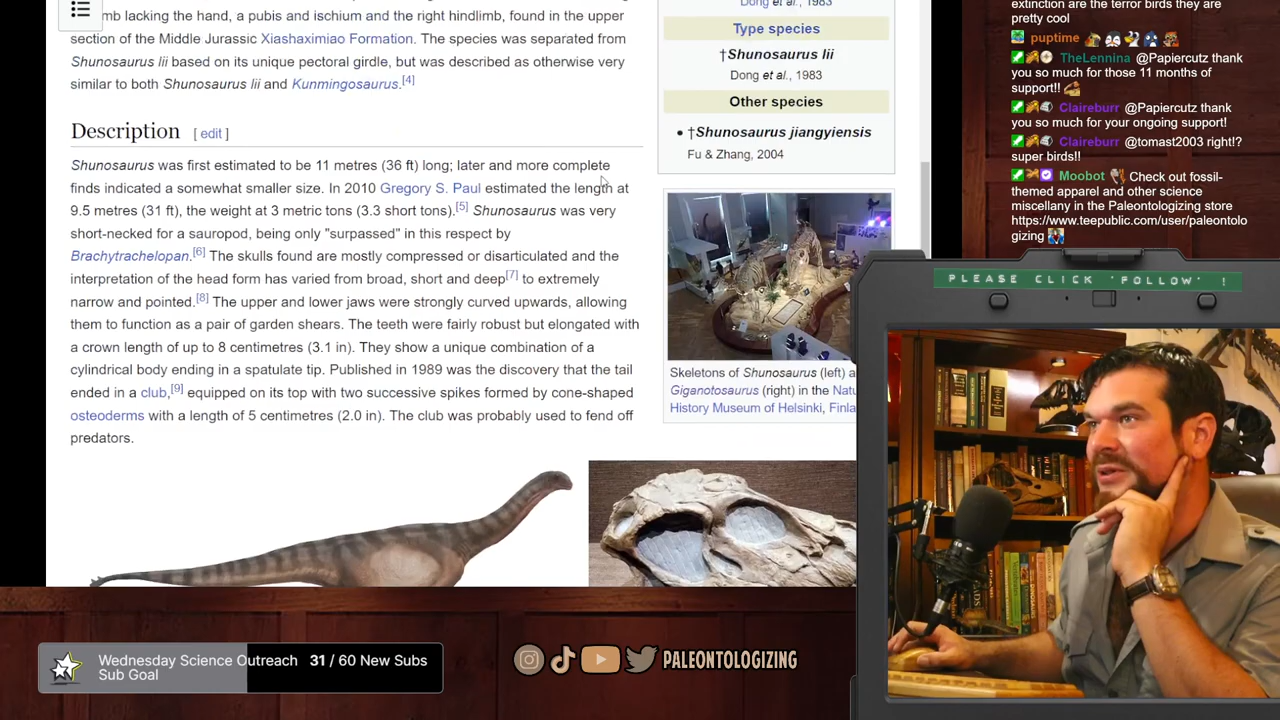 mb lacking the hand, a pubis and ischium and the right hindlimb, found in the upper
section of the Middle Jurassic Xiashaximiao Formation. The species was separated from
Shunosaurus lii based on its unique pectoral girdle, but was described as otherwise very
similar to both Shunosaurus lii and Kunmingosaurus.[4]
Description [ edit ]
Shunosaurus was first estimated to be 11 metres (36 ft) long; later and more complete
finds indicated a somewhat smaller size. In 2010 Gregory S. Paul estimated the length at
9.5 metres (31 ft), the weight at 3 metric tons (3.3 short tons).[5] Shunosaurus was very
short-necked for a sauropod, being only "surpassed" in this respect by
Brachytrachelopan.[6] The skulls found are mostly compressed or disarticulated and the
interpretation of the head form has varied from broad, short and deep[7] to extremely
narrow and pointed.[8] The upper and lower jaws were strongly curved upwards, allowing
them to function as a pair of garden shears. The teeth were fairly robust but elongated with
a crown length of up to 8 centimetres (3.1 in). They show a unique combination of a
cylindrical body ending in a spatulate tip. Published in 1989 was the discovery that the tail
ended in a club,[9] equipped on its top with two successive spikes formed by cone-shaped
osteoderms with a length of 5 centimetres (2.0 in). The club was probably used to fend off
predators.
Dong et al., 1983
Type species
†Shunosaurus lii
Dong et al., 1983
Other species
• †Shunosaurus jiangyiensis
Fu & Zhang, 2004
Skeletons of Shunosaurus (left) a
Giganotosaurus (right) in the Natu
History Museum of Helsinki, Finla
extinction are the terror birds they are
pretty cool
puptime
TheLennina @Papiercutz thank
you so much for those 11 months of
support!!
Claireburr @Papiercutz thank
you so much for your ongoing support!
Claireburr @tomast2003 right!?
super birds!!
Moobot Check out fossil-
themed apparel and other science
miscellany in the Paleontologizing store
https://www.teepublic.com/user/paleontolo
gizing
PLEASE CLICK 'FOLLOW' !
Wednesday Science Outreach 31 / 60 New Subs
Sub Goal
PALEONTOLOGIZING